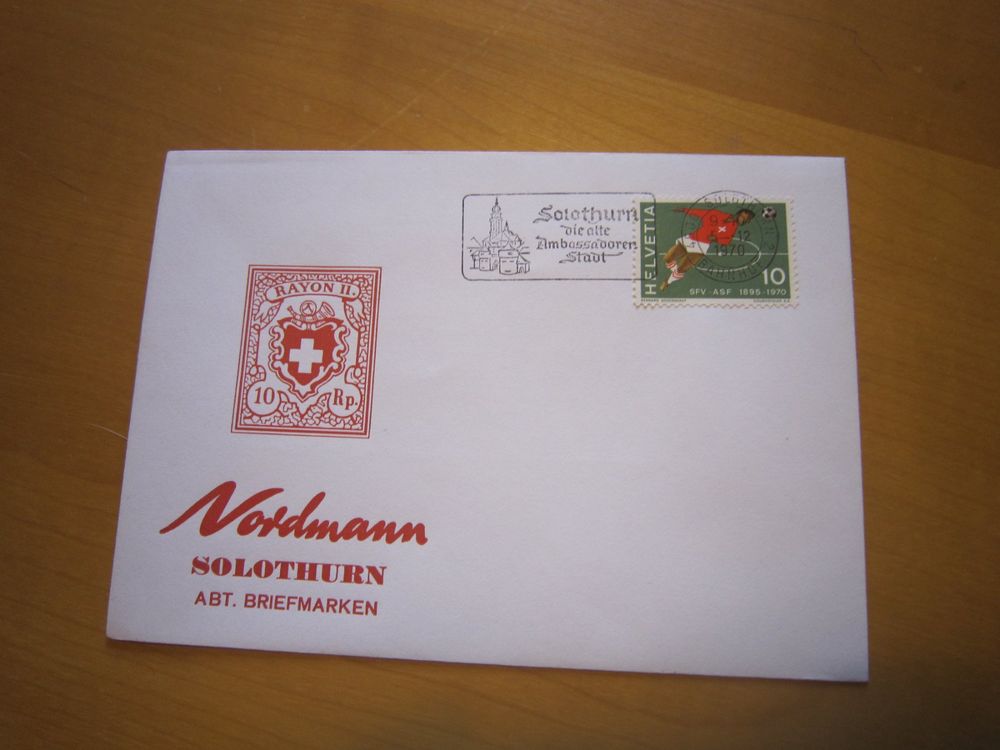 Solothurn
die alte
Ambassadoren
Stadt
HELVETIA
1970
10
SFV-ASF 1895-1970
RAYON II.
10 Rp.
Nordmann
SOLOTHURN
ABT. BRIEFMARKEN